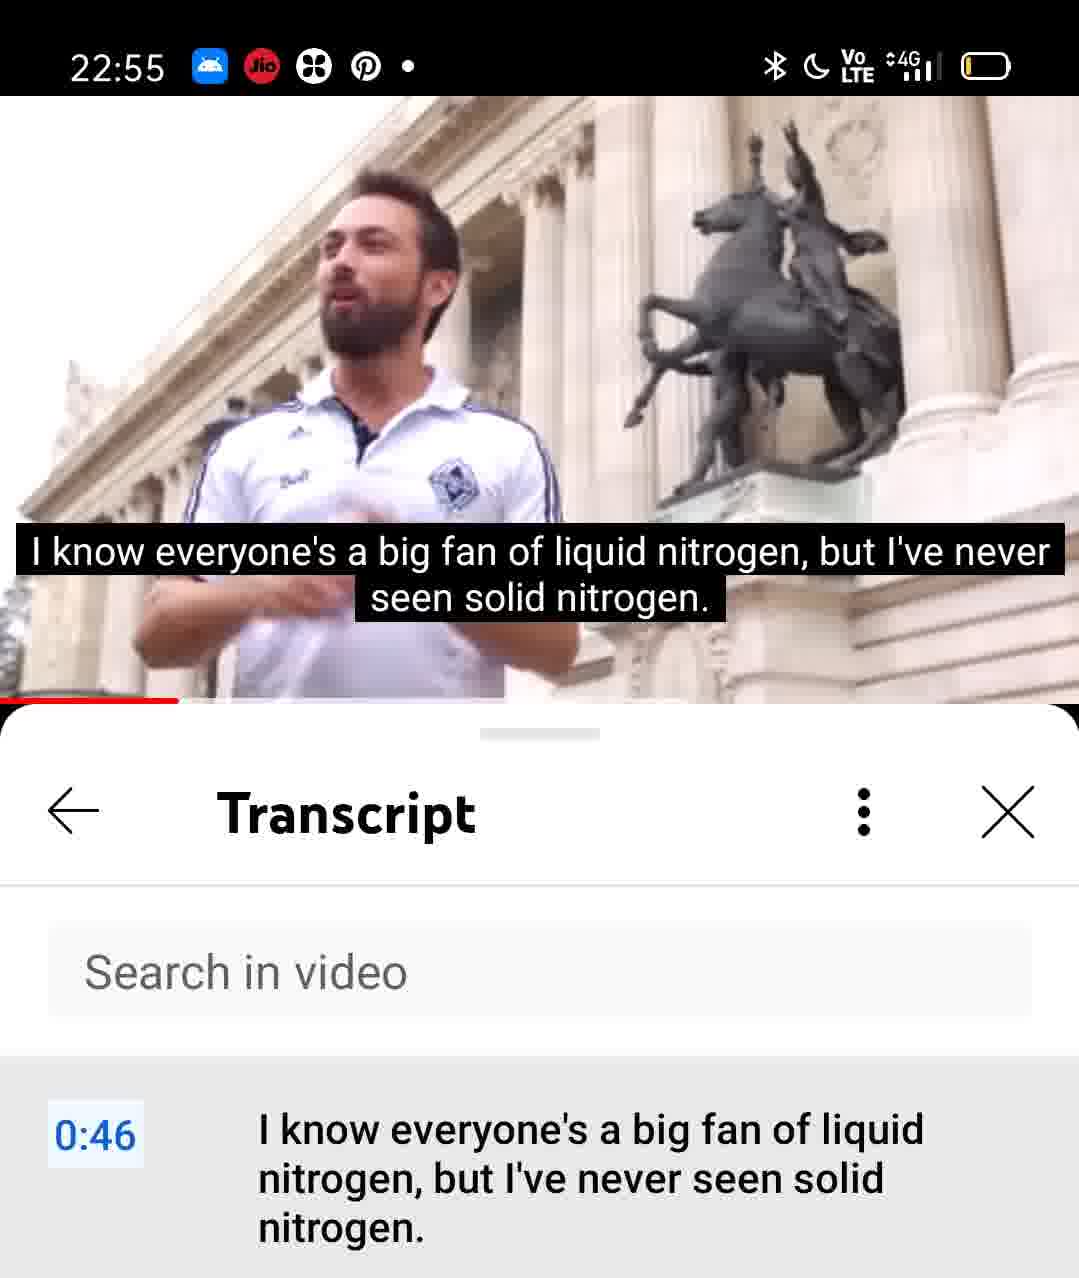 22:55 Jio Vo LTE 4G
Bell
I know everyone's a big fan of liquid nitrogen, but I've never
seen solid nitrogen.
Transcript
Search in video
0:46 I know everyone's a big fan of liquid
nitrogen, but I've never seen solid
nitrogen.